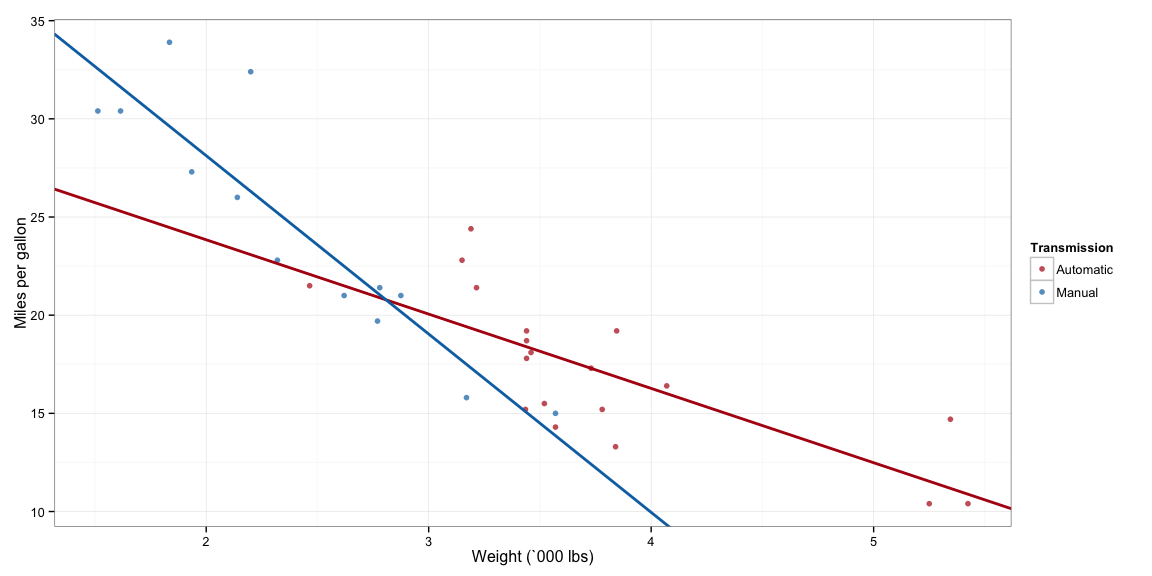 35
30
25
20
15
10
Miles per gallon
2
3
4
5
Weight (`000 lbs)
Transmission
Automatic
Manual